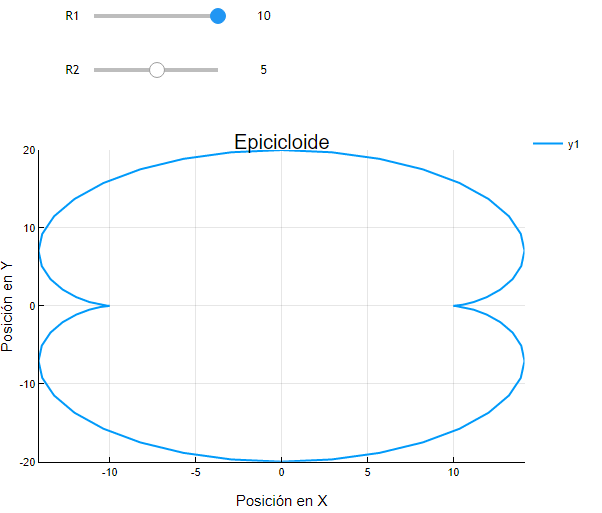 R1 10
R2 5
Epicicloide
y1
Posición en Y
20
10
0
-10
-20
-10 -5 0 5 10
Posición en X